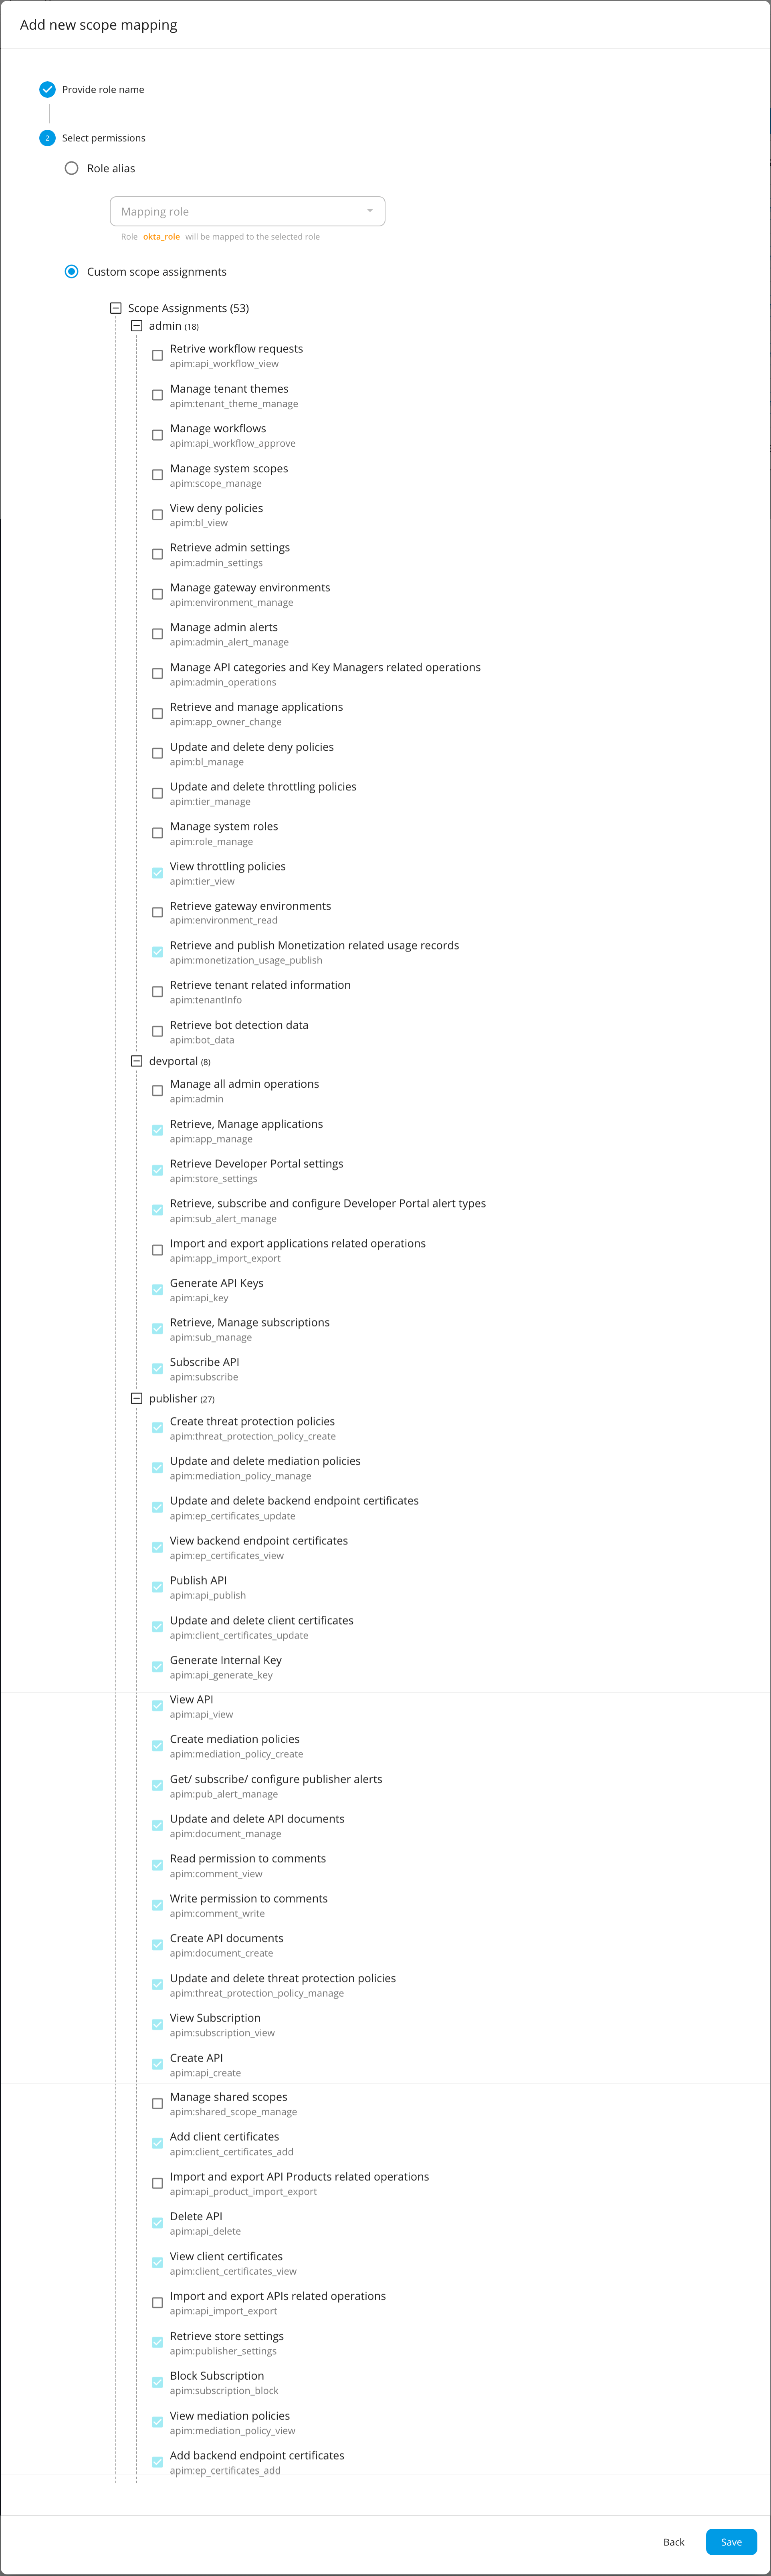 Add new scope mapping
Provide role name
2 Select permissions
Role alias
Mapping role
Role okta_role will be mapped to the selected role
Custom scope assignments
Scope Assignments (53)
admin (18)
Retrive workflow requests
apim:api_workflow_view
Manage tenant themes
apim:tenant_theme_manage
Manage workflows
apim:api_workflow_approve
Manage system scopes
apim:scope_manage
View deny policies
apim:bl_view
Retrieve admin settings
apim:admin_settings
Manage gateway environments
apim:environment_manage
Manage admin alerts
apim:admin_alert_manage
Manage API categories and Key Managers related operations
apim:admin_operations
Retrieve and manage applications
apim:app_owner_change
Update and delete deny policies
apim:bl_manage
Update and delete throttling policies
apim:tier_manage
Manage system roles
apim:role_manage
View throttling policies
apim:tier_view
Retrieve gateway environments
apim:environment_read
Retrieve and publish Monetization related usage records
apim:monetization_usage_publish
Retrieve tenant related information
apim:tenantInfo
Retrieve bot detection data
apim:bot_data
devportal (8)
Manage all admin operations
apim:admin
Retrieve, Manage applications
apim:app_manage
Retrieve Developer Portal settings
apim:store_settings
Retrieve, subscribe and configure Developer Portal alert types
apim:sub_alert_manage
Import and export applications related operations
apim:app_import_export
Generate API Keys
apim:api_key
Retrieve, Manage subscriptions
apim:sub_manage
Subscribe API
apim:subscribe
publisher (27)
Create threat protection policies
apim:threat_protection_policy_create
Update and delete mediation policies
apim:mediation_policy_manage
Update and delete backend endpoint certificates
apim:ep_certificates_update
View backend endpoint certificates
apim:ep_certificates_view
Publish API
apim:api_publish
Update and delete client certificates
apim:client_certificates_update
Generate Internal Key
apim:api_generate_key
View API
apim:api_view
Create mediation policies
apim:mediation_policy_create
Get/ subscribe/ configure publisher alerts
apim:pub_alert_manage
Update and delete API documents
apim:document_manage
Read permission to comments
apim:comment_view
Write permission to comments
apim:comment_write
Create API documents
apim:document_create
Update and delete threat protection policies
apim:threat_protection_policy_manage
View Subscription
apim:subscription_view
Create API
apim:api_create
Manage shared scopes
apim:shared_scope_manage
Add client certificates
apim:client_certificates_add
Import and export API Products related operations
apim:api_product_import_export
Delete API
apim:api_delete
View client certificates
apim:client_certificates_view
Import and export APIs related operations
apim:api_import_export
Retrieve store settings
apim:publisher_settings
Block Subscription
apim:subscription_block
View mediation policies
apim:mediation_policy_view
Add backend endpoint certificates
apim:ep_certificates_add
Back Save